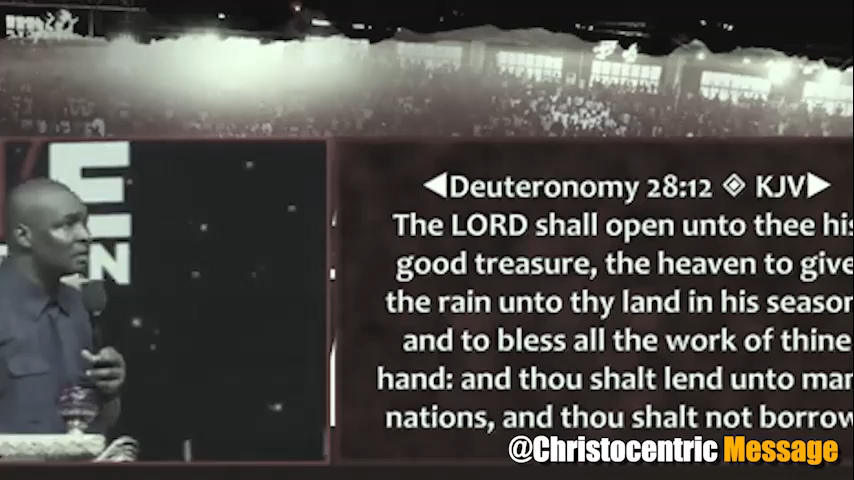 E
N
◀Deuteronomy 28:12 ◈ KJV▶
The LORD shall open unto thee his
good treasure, the heaven to give
the rain unto thy land in his season
and to bless all the work of thine
hand: and thou shalt lend unto man
nations, and thou shalt not borrow
@Christocentric Message